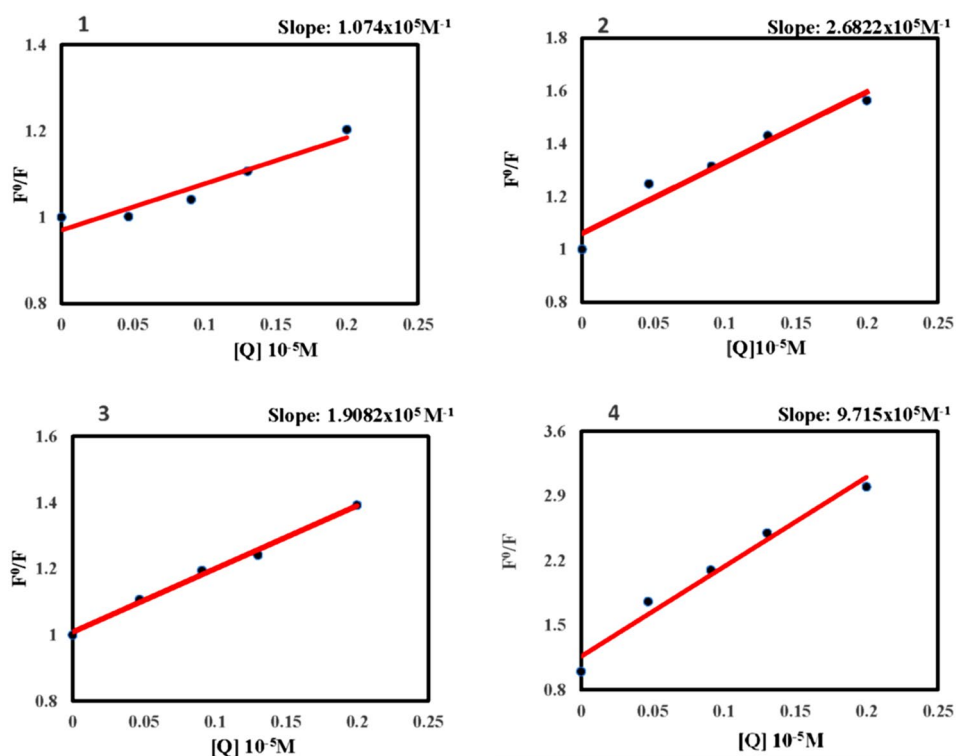 1 Slope: 1.074x10⁵M⁻¹
1.4
1.2
1
0.8
F⁰/F
0 0.05 0.1 0.15 0.2 0.25
[Q] 10⁻⁵M
2 Slope: 2.6822x10⁵M⁻¹
1.8
1.6
1.4
1.2
1
0.8
F⁰/F
0 0.05 0.1 0.15 0.2 0.25
[Q]10⁻⁵M
3 Slope: 1.9082x10⁵M⁻¹
1.6
1.4
1.2
1
0.8
F⁰/F
0 0.05 0.1 0.15 0.2 0.25
[Q] 10⁻⁵M
4 Slope: 9.715x10⁵M⁻¹
3.6
2.9
2.2
1.5
0.8
F⁰/F
0 0.05 0.1 0.15 0.2 0.25
[Q] 10⁻⁵M